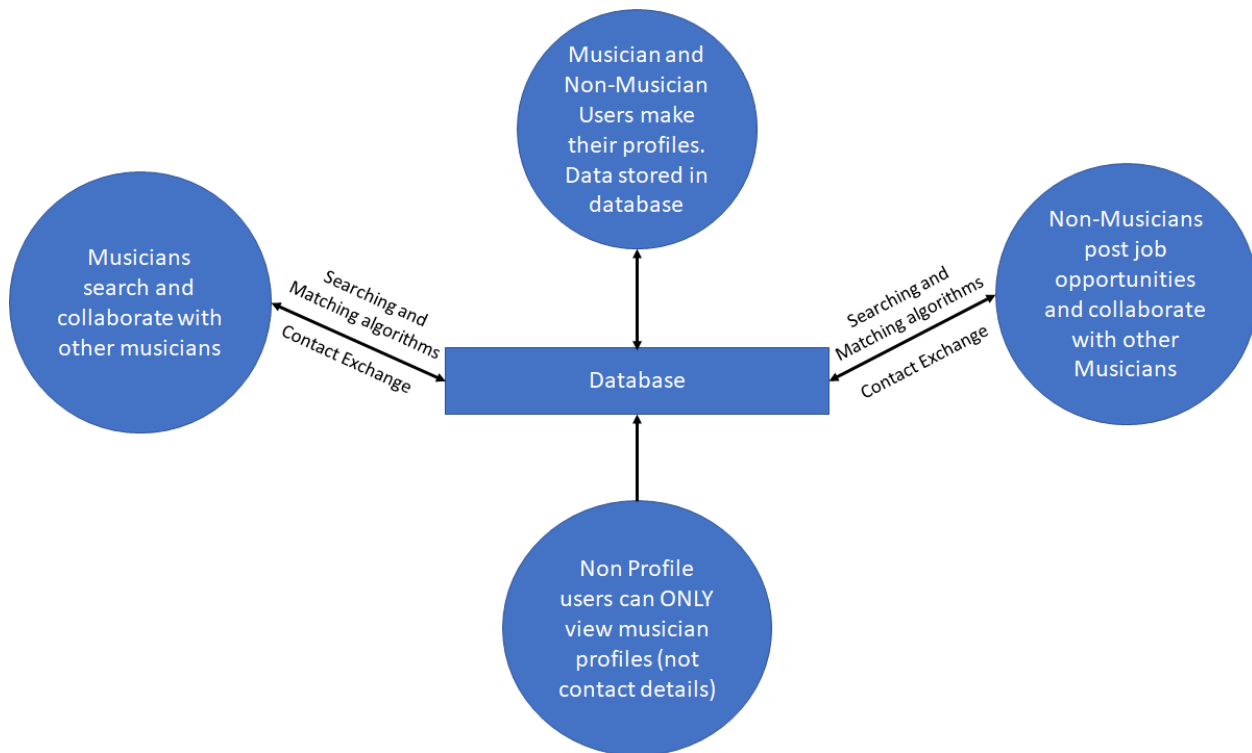 Musician and
Non-Musician
Users make
their profiles.
Data stored in
database
Musicians
search and
collaborate with
other musicians
Searching and
Matching algorithms
Contact Exchange
Database
Searching and
Matching algorithms
Contact Exchange
Non-Musicians
post job
opportunities
and collaborate
with other
Musicians
Non Profile
users can ONLY
view musician
profiles (not
contact details)